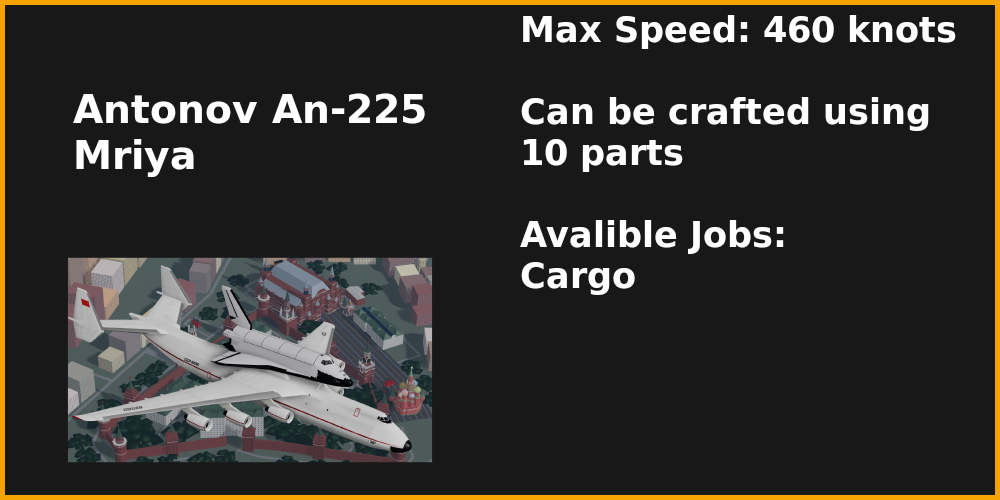 Antonov An-225
Mriya
Max Speed: 460 knots
Can be crafted using
10 parts
Avalible Jobs:
Cargo